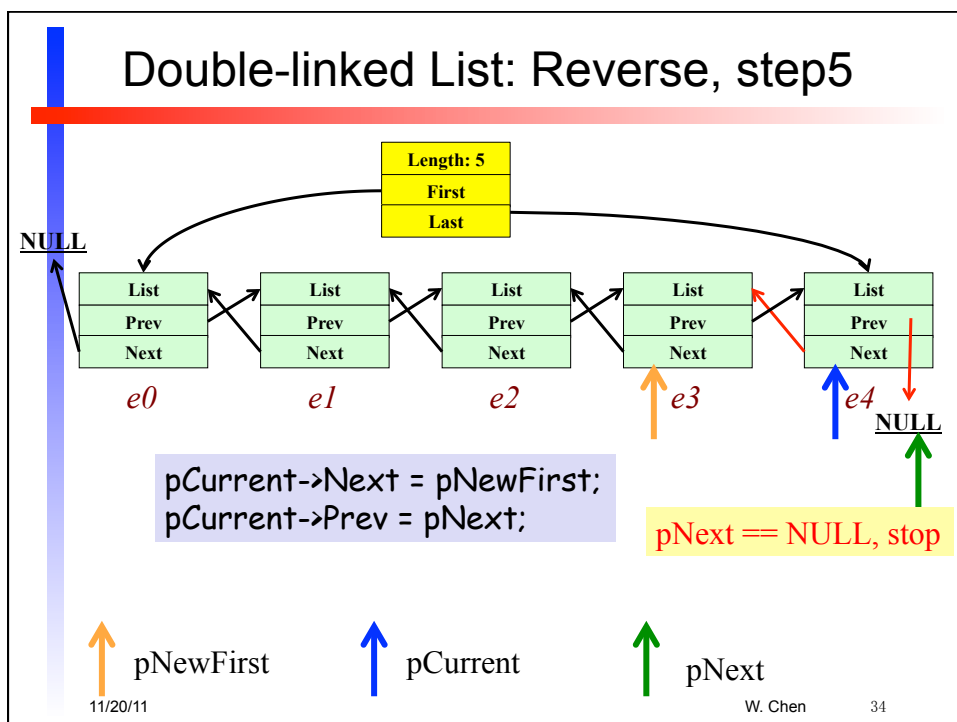 Double-linked List: Reverse, step5
Length: 5
First
Last
NULL
List
Prev
Next
List
Prev
Next
List
Prev
Next
List
Prev
Next
List
Prev
Next
e0
e1
e2
e3
e4
NULL
pCurrent->Next = pNewFirst;
pCurrent->Prev = pNext;
pNext == NULL, stop
pNewFirst
pCurrent
pNext
11/20/11
W. Chen
34